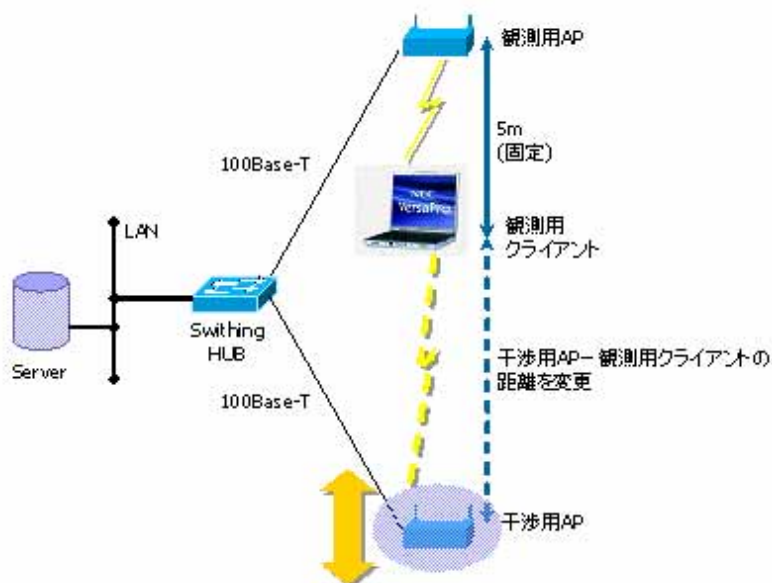 観測用AP
5m
(固定)
100Base-T
NEC
VersaPro
観測用
クライアント
LAN
Swithing
HUB
Server
干渉用AP-観測用クライアントの
距離を変更
100Base-T
干渉用AP